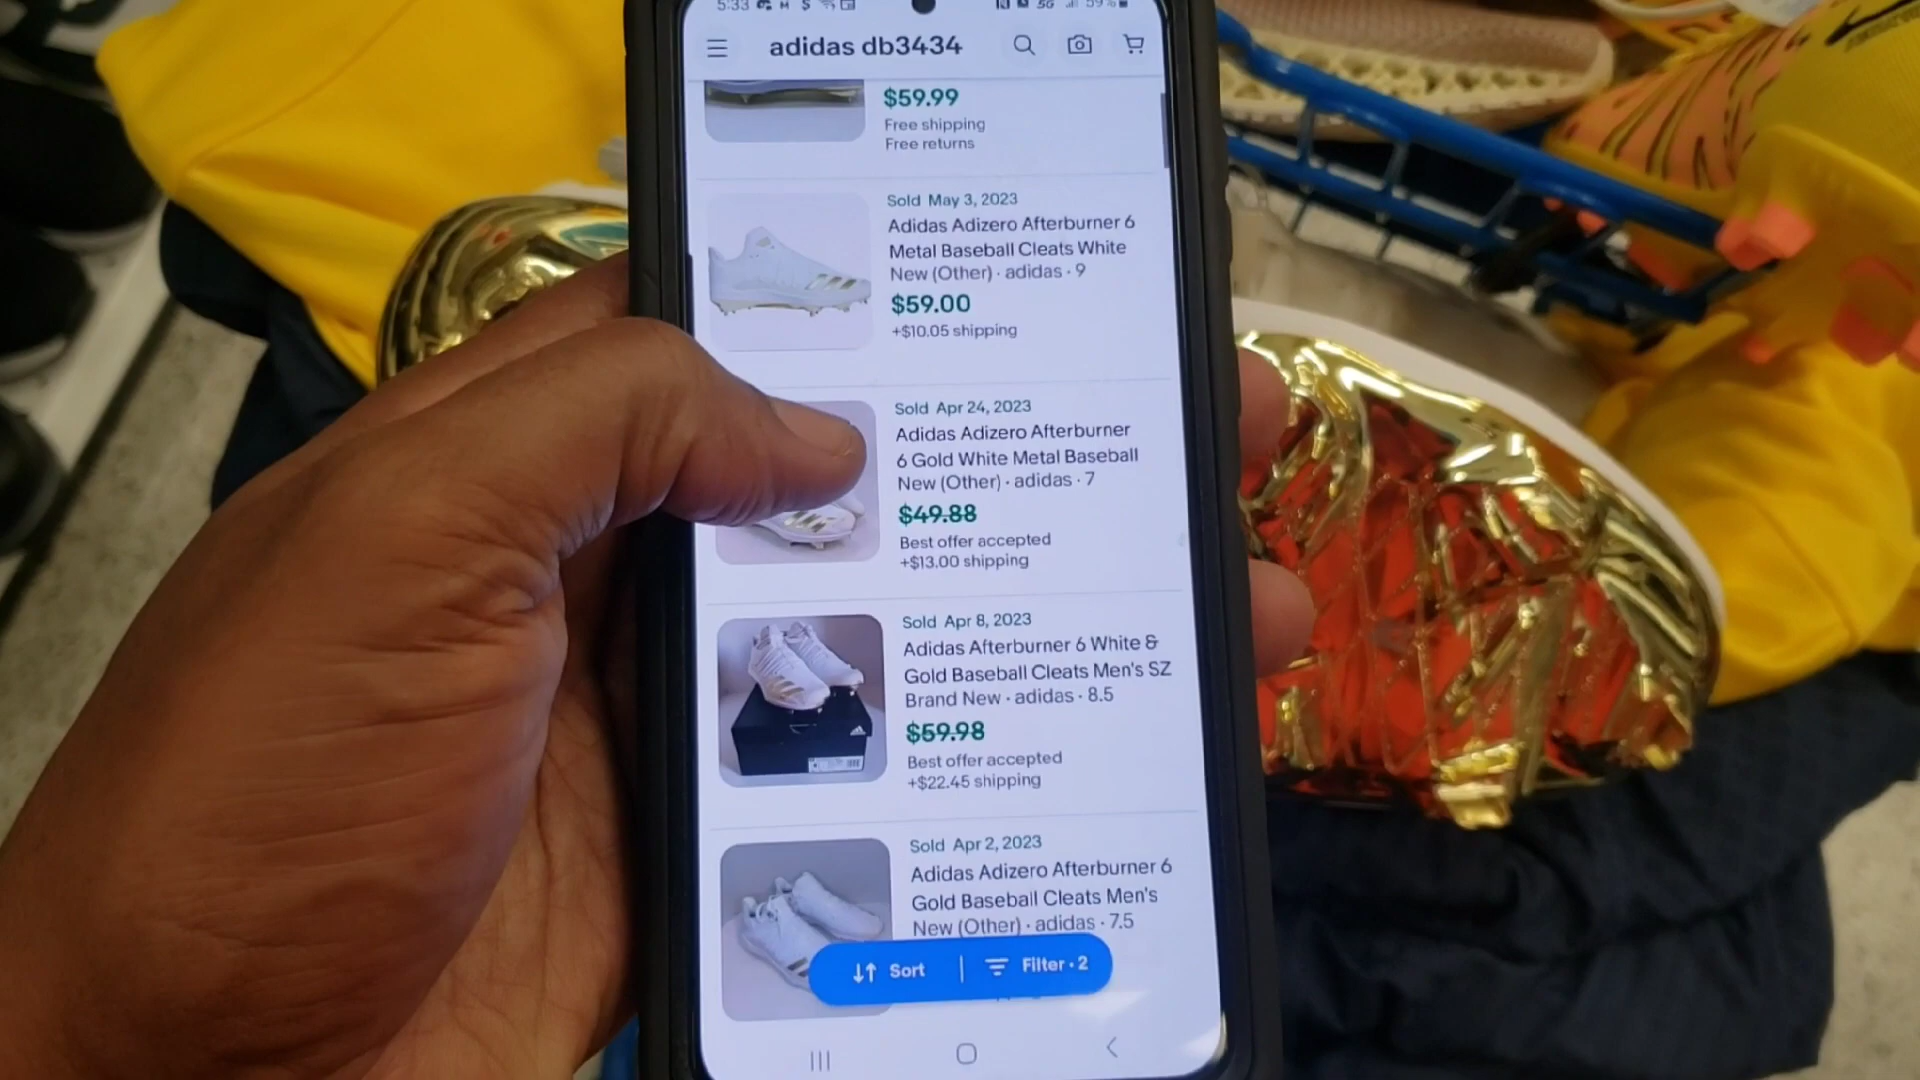 5:33
5G 59%
adidas db3434
$59.99
Free shipping
Free returns
Sold May 3, 2023
Adidas Adizero Afterburner 6
Metal Baseball Cleats White
New (Other) · adidas · 9
$59.00
+$10.05 shipping
Sold Apr 24, 2023
Adidas Adizero Afterburner
6 Gold White Metal Baseball
New (Other) · adidas · 7
$49.88
Best offer accepted
+$13.00 shipping
Sold Apr 8, 2023
Adidas Afterburner 6 White &
Gold Baseball Cleats Men's SZ
Brand New · adidas · 8.5
$59.98
Best offer accepted
+$22.45 shipping
Sold Apr 2, 2023
Adidas Adizero Afterburner 6
Gold Baseball Cleats Men's
New (Other) · adidas · 7.5
Sort
Filter · 2